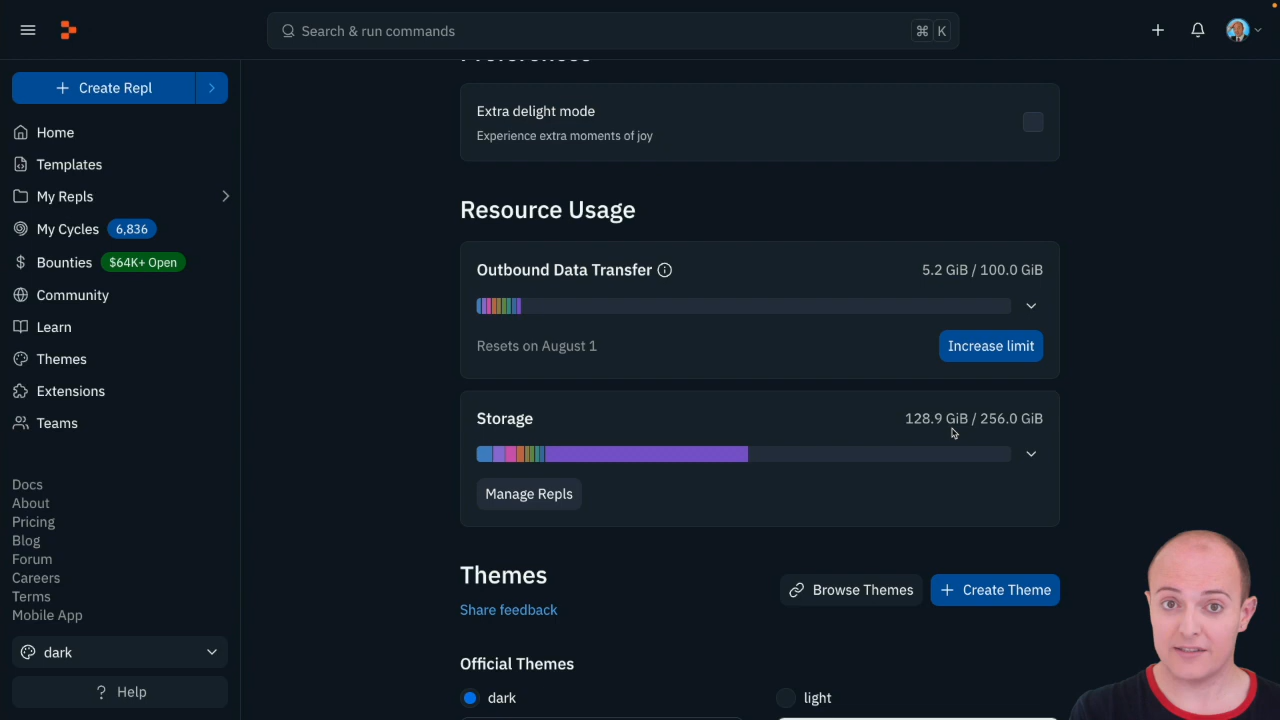 Search & run commands
⌘ K
Create Repl
Home
Templates
My Repls
My Cycles 6,836
Bounties $64K+ Open
Community
Learn
Themes
Extensions
Teams
Docs
About
Pricing
Blog
Forum
Careers
Terms
Mobile App
dark
? Help
Preferences
Extra delight mode
Experience extra moments of joy
Resource Usage
Outbound Data Transfer
5.2 GiB / 100.0 GiB
Resets on August 1
Increase limit
Storage
128.9 GiB / 256.0 GiB
Manage Repls
Themes
Share feedback
Browse Themes
Create Theme
Official Themes
dark
light